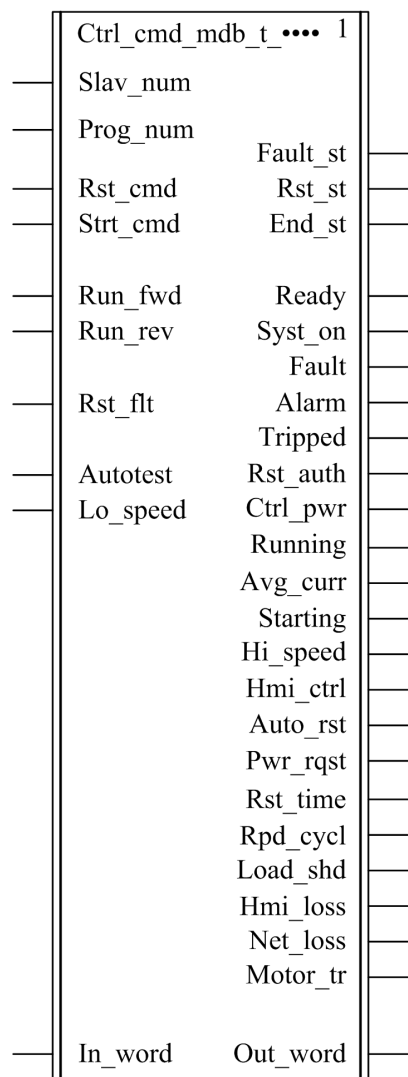 Ctrl_cmd_mdb_t_•••• 1
Slav_num
Prog_num
Fault_st
Rst_cmd Rst_st
Strt_cmd End_st
Run_fwd Ready
Run_rev Syst_on
Fault
Rst_flt Alarm
Tripped
Autotest Rst_auth
Lo_speed Ctrl_pwr
Running
Avg_curr
Starting
Hi_speed
Hmi_ctrl
Auto_rst
Pwr_rqst
Rst_time
Rpd_cycl
Load_shd
Hmi_loss
Net_loss
Motor_tr
In_word Out_word